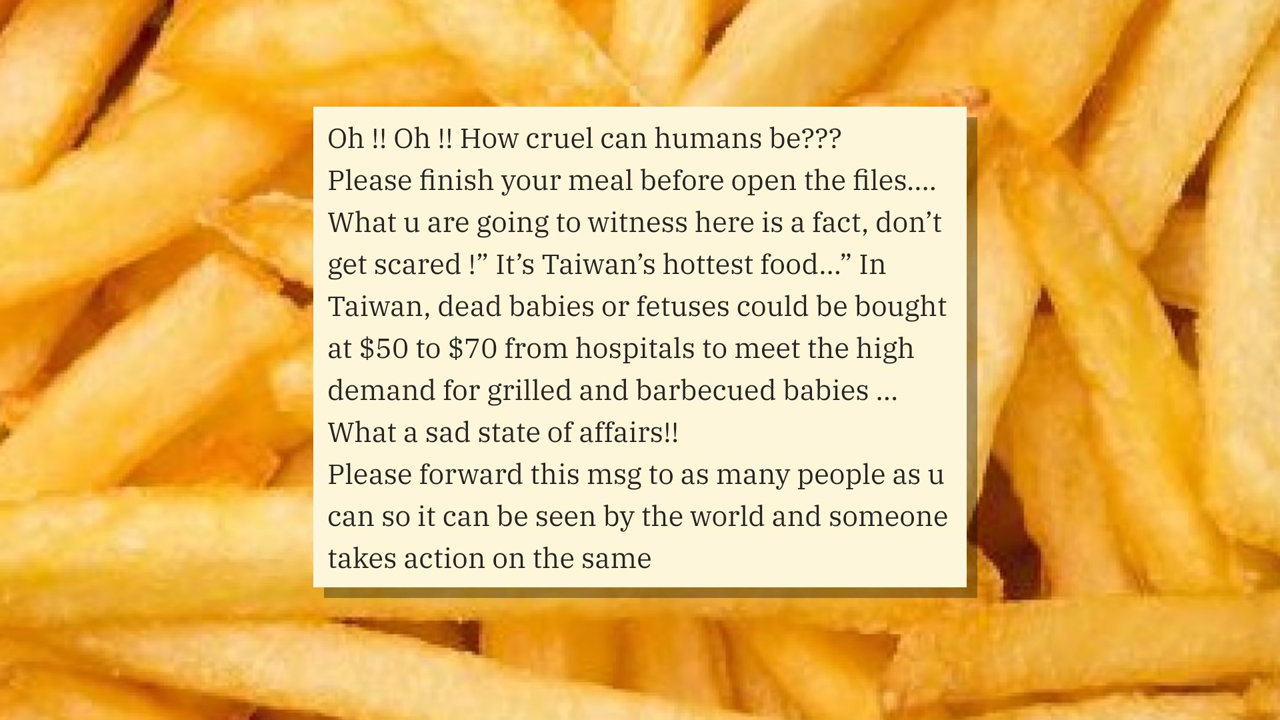 Oh !! Oh !! How cruel can humans be???
Please finish your meal before open the files....
What u are going to witness here is a fact, don’t
get scared !” It’s Taiwan’s hottest food...” In
Taiwan, dead babies or fetuses could be bought
at $50 to $70 from hospitals to meet the high
demand for grilled and barbecued babies ...
What a sad state of affairs!!
Please forward this msg to as many people as u
can so it can be seen by the world and someone
takes action on the same